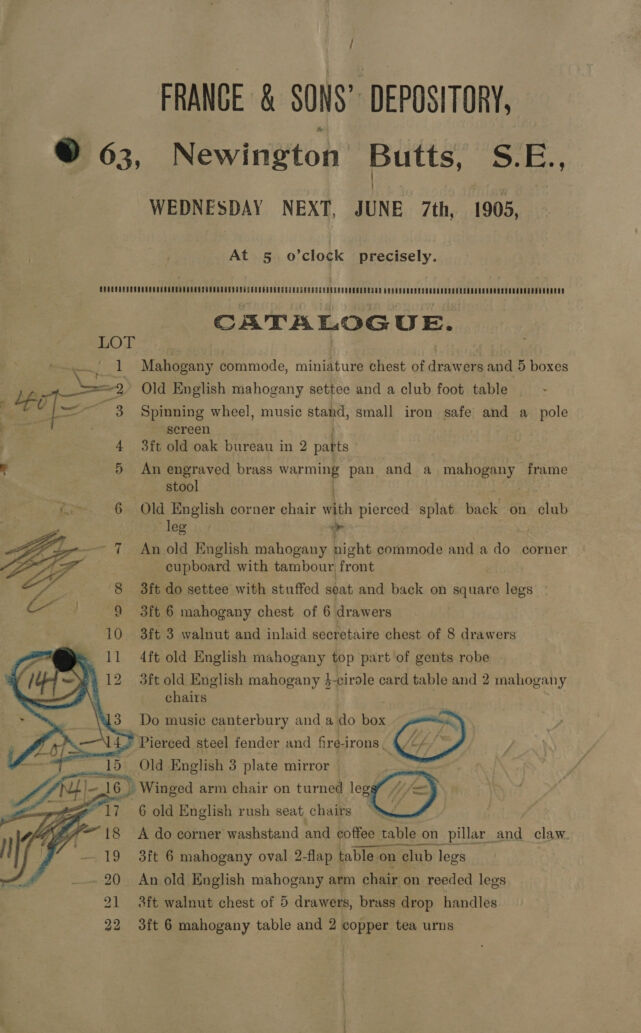 FRANCE & SONS' DEPOSITORY,
63, Newington Butts, S.E.,
WEDNESDAY NEXT, JUNE 7th, 1905,
At 5 o'clock precisely.
CATALOGUE.
LOT
1 Mahogany commode, miniature chest of drawers and 5 boxes
40/- 2 Old English mahogany settee and a club foot table
3 Spinning wheel, music stand, small iron safe and a pole
screen
4 3ft old oak bureau in 2 parts
5 An engraved brass warming pan and a mahogany frame
stool
6 Old English corner chair with pierced splat back on club
leg
7 An old English mahogany night commode and a do corner
cupboard with tambour front
8 3ft do settee with stuffed seat and back on square legs
9 3ft 6 mahogany chest of 6 drawers
10 3ft 3 walnut and inlaid secretaire chest of 8 drawers
11 4ft old English mahogany top part of gents robe
14/- 12 3ft old English mahogany ½-cirole card table and 2 mahogany
chairs
13 Do music canterbury and a do box
20/- 14 Pierced steel fender and fire-irons 14/-
15 Old English 3 plate mirror
14/- 16 Winged arm chair on turned legs 11/=
17 6 old English rush seat chairs
11/- 18 A do corner washstand and coffee table on pillar and claw
19 3ft 6 mahogany oval 2-flap table on club legs
20 An old English mahogany arm chair on reeded legs
21 3ft walnut chest of 5 drawers, brass drop handles
22 3ft 6 mahogany table and 2 copper tea urns